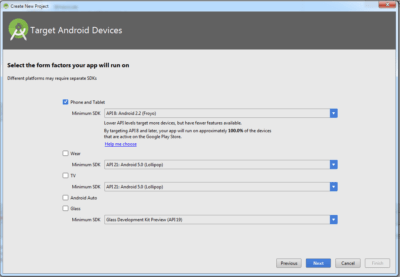 Create New Project
Target Android Devices
Select the form factors your app will run on
Different platforms may require separate SDKs
Phone and Tablet
Minimum SDK API 8: Android 2.2 (Froyo)
Lower API levels target more devices, but have fewer features available.
By targeting API 8 and later, your app will run on approximately 100.0% of the devices
that are active on the Google Play Store.
Help me choose
Wear
Minimum SDK API 21: Android 5.0 (Lollipop)
TV
Minimum SDK API 21: Android 5.0 (Lollipop)
Android Auto
Glass
Minimum SDK Glass Development Kit Preview (API 19)
Previous Next Cancel Finish